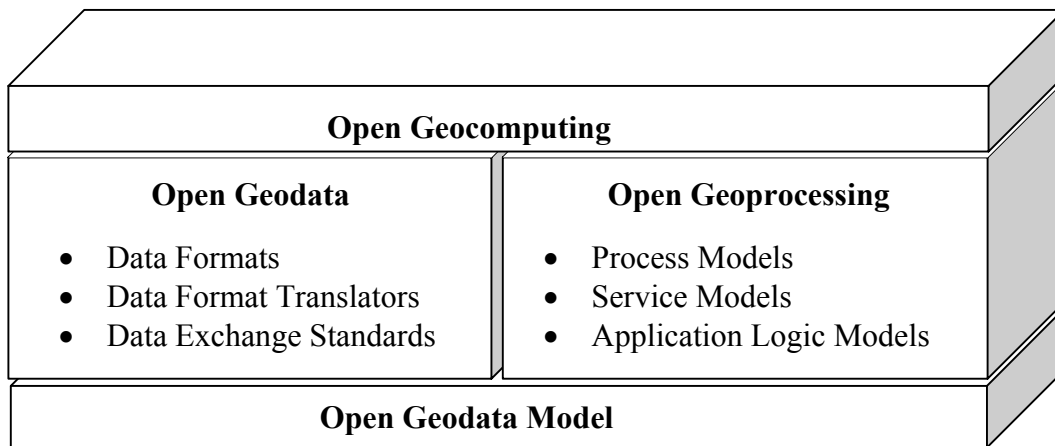 Open Geocomputing
Open Geodata
• Data Formats
• Data Format Translators
• Data Exchange Standards
Open Geoprocessing
• Process Models
• Service Models
• Application Logic Models
Open Geodata Model